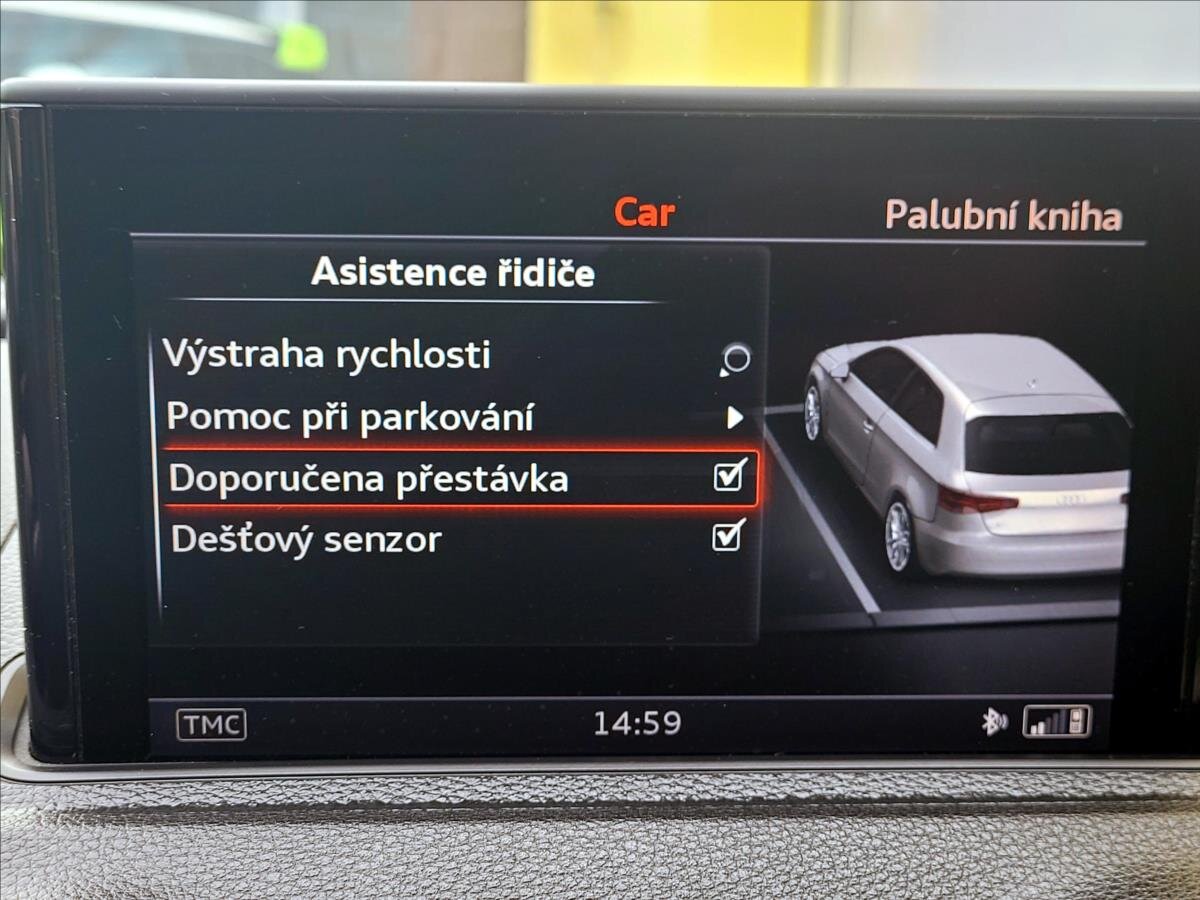 Car
Palubní kniha
Asistence řidiče
Výstraha rychlosti
Pomoc při parkování
Doporučena přestávka
Dešťový senzor
TMC
14:59